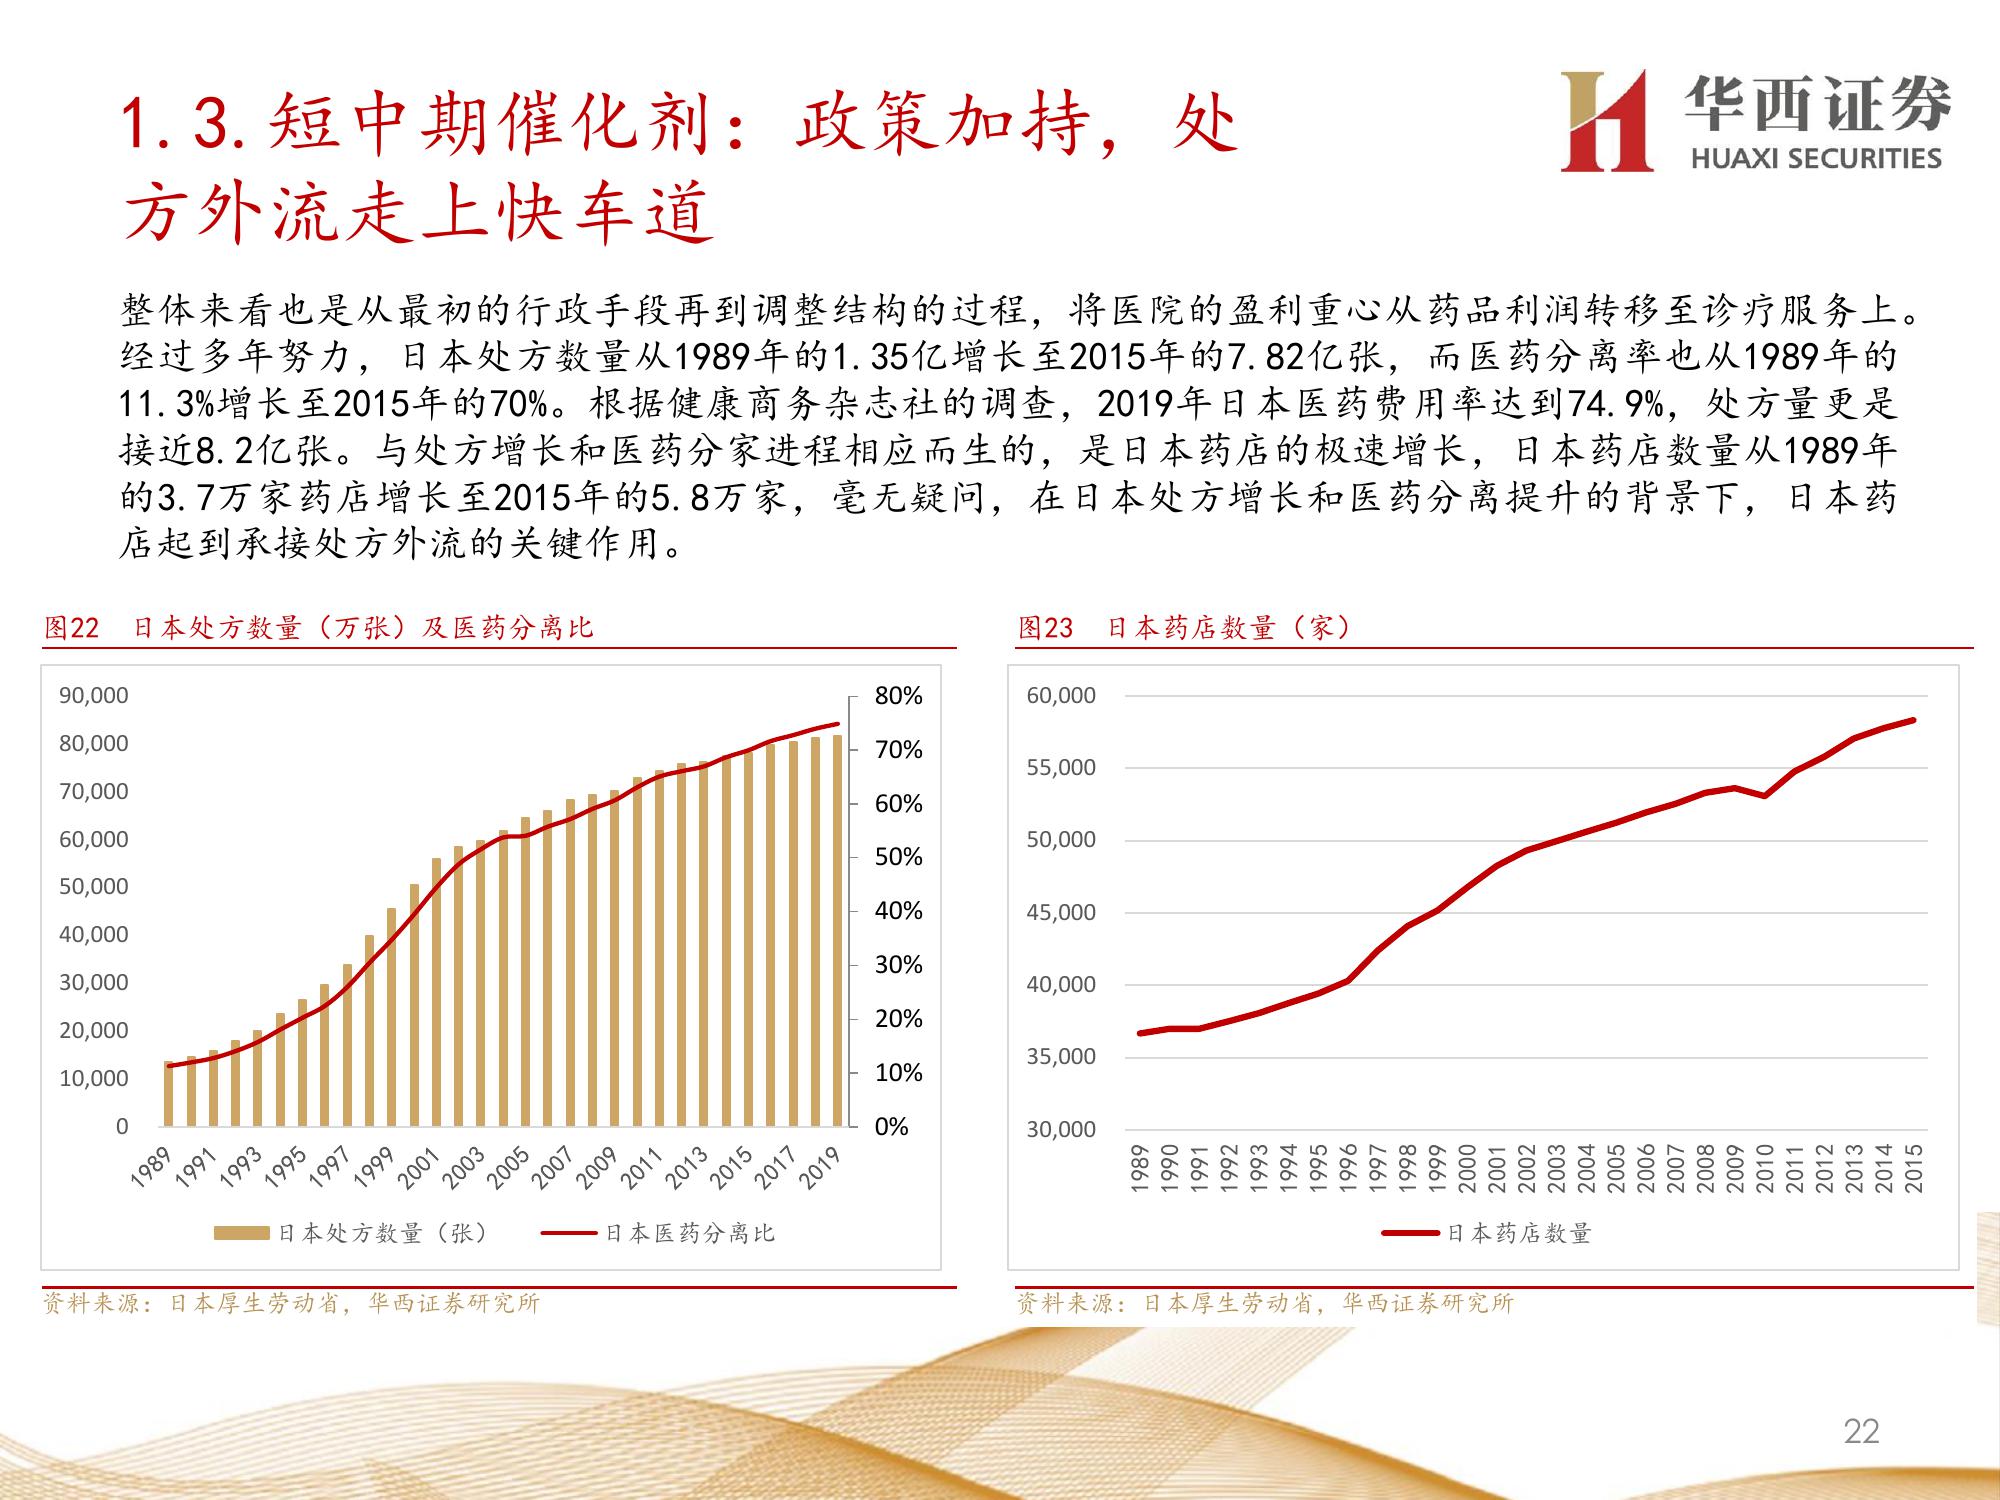 1.3.短中期催化剂：政策加持，处
方外流走上快车道
华西证券
HUAXI SECURITIES
整体来看也是从最初的行政手段再到调整结构的过程，将医院的盈利重心从药品利润转移至诊疗服务上。
经过多年努力，日本处方数量从1989年的1.35亿增长至2015年的7.82亿张，而医药分离率也从1989年的
11.3%增长至2015年的70%。根据健康商务杂志社的调查，2019年日本医药费用率达到74.9%，处方量更是
接近8.2亿张。与处方增长和医药分家进程相应而生的，是日本药店的极速增长，日本药店数量从1989年
的3.7万家药店增长至2015年的5.8万家，毫无疑问，在日本处方增长和医药分离提升的背景下，日本药
店起到承接处方外流的关键作用。
图22 日本处方数量（万张）及医药分离比
90,000
80,000
70,000
60,000
50,000
40,000
30,000
20,000
10,000
0
80%
70%
60%
50%
40%
30%
20%
10%
0%
1989 1991 1993 1995 1997 1999 2001 2003 2005 2007 2009 2011 2013 2015 2017 2019
日本处方数量（张） 日本医药分离比
资料来源：日本厚生劳动省，华西证券研究所
图23 日本药店数量（家）
60,000
55,000
50,000
45,000
40,000
35,000
30,000
1989 1990 1991 1992 1993 1994 1995 1996 1997 1998 1999 2000 2001 2002 2003 2004 2005 2006 2007 2008 2009 2010 2011 2012 2013 2014 2015
日本药店数量
资料来源：日本厚生劳动省，华西证券研究所
22